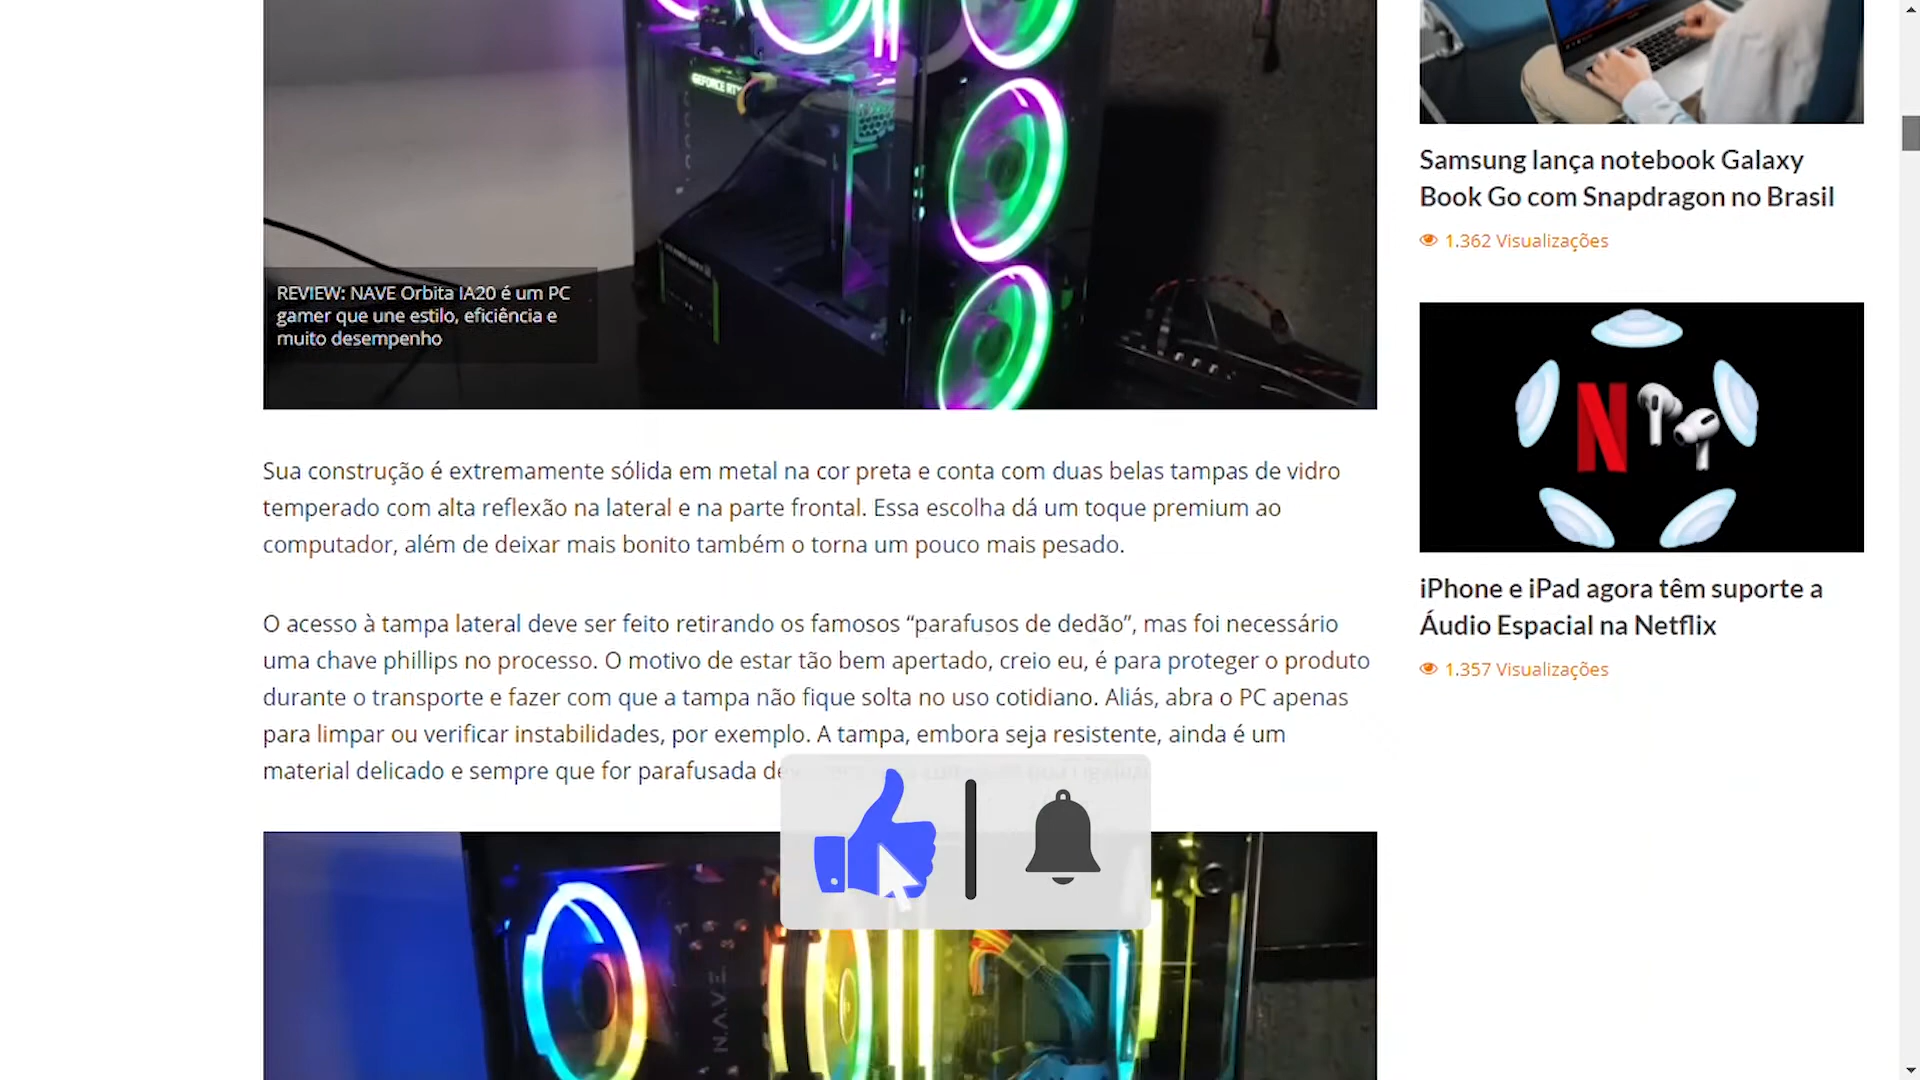 GEFORCE RTX
REVIEW: NAVE Orbita IA20 é um PC
gamer que une estilo, eficiência e
muito desempenho
Sua construção é extremamente sólida em metal na cor preta e conta com duas belas tampas de vidro
temperado com alta reflexão na lateral e na parte frontal. Essa escolha dá um toque premium ao
computador, além de deixar mais bonito também o torna um pouco mais pesado.
O acesso à tampa lateral deve ser feito retirando os famosos “parafusos de dedão”, mas foi necessário
uma chave phillips no processo. O motivo de estar tão bem apertado, creio eu, é para proteger o produto
durante o transporte e fazer com que a tampa não fique solta no uso cotidiano. Aliás, abra o PC apenas
para limpar ou verificar instabilidades, por exemplo. A tampa, embora seja resistente, ainda é um
material delicado e sempre que for parafusada
NAVE
Samsung lança notebook Galaxy
Book Go com Snapdragon no Brasil
1.362 Visualizações
N
iPhone e iPad agora têm suporte a
Áudio Espacial na Netflix
1.357 Visualizações